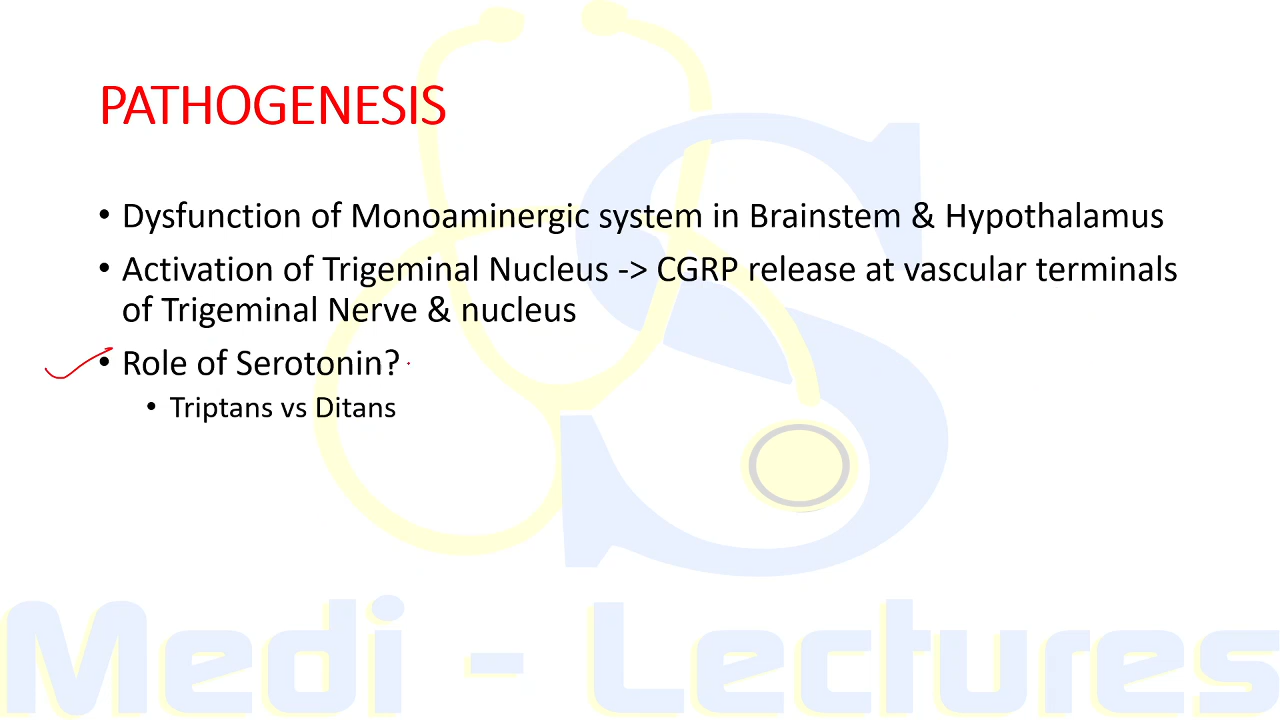 PATHOGENESIS
• Dysfunction of Monoaminergic system in Brainstem & Hypothalamus
• Activation of Trigeminal Nucleus -> CGRP release at vascular terminals
of Trigeminal Nerve & nucleus
• Role of Serotonin?
• Triptans vs Ditans
S
Medi - Lectures